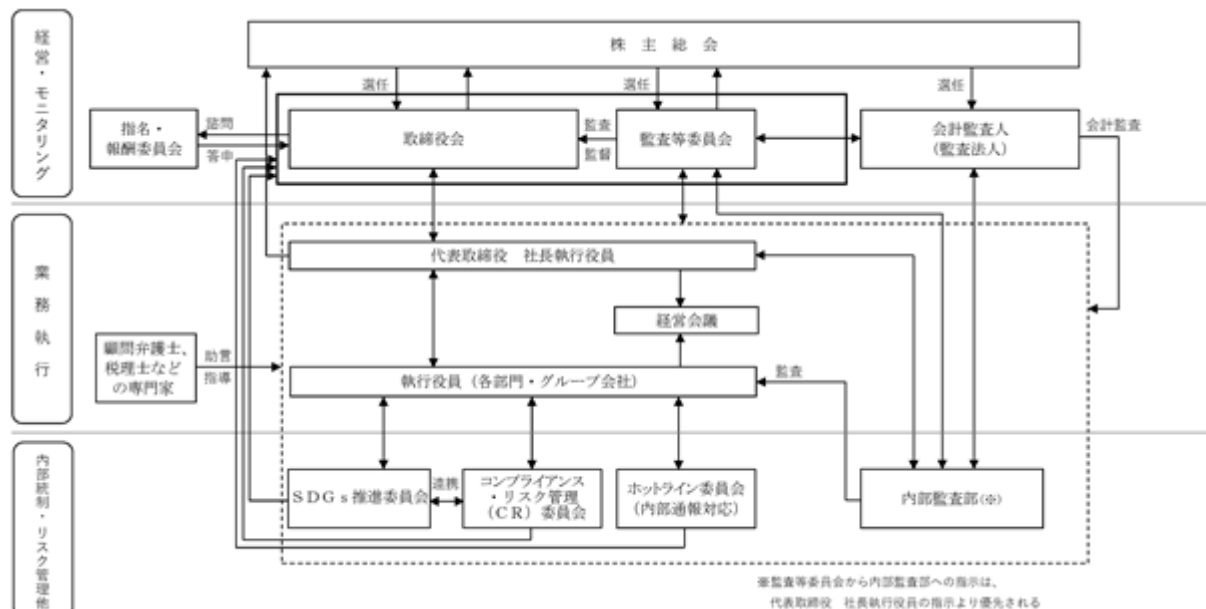 経営・モニタリング
株主総会
選任
選任
選任
指名・
報酬委員会
諮問
答申
取締役会
監査
監督
監査等委員会
会計監査人
(監査法人)
会計監査
業務執行
代表取締役 社長執行役員
経営会議
顧問弁護士、
税理士など
の専門家
助言
指導
執行役員(各部門・グループ会社)
監査
内部統制・リスク管理他
SDGs推進委員会
連携
コンプライアンス
・リスク管理
(CR)委員会
ホットライン委員会
(内部通報対応)
内部監査部(※)
※監査等委員会から内部監査部への指示は、
代表取締役 社長執行役員の指示より優先される